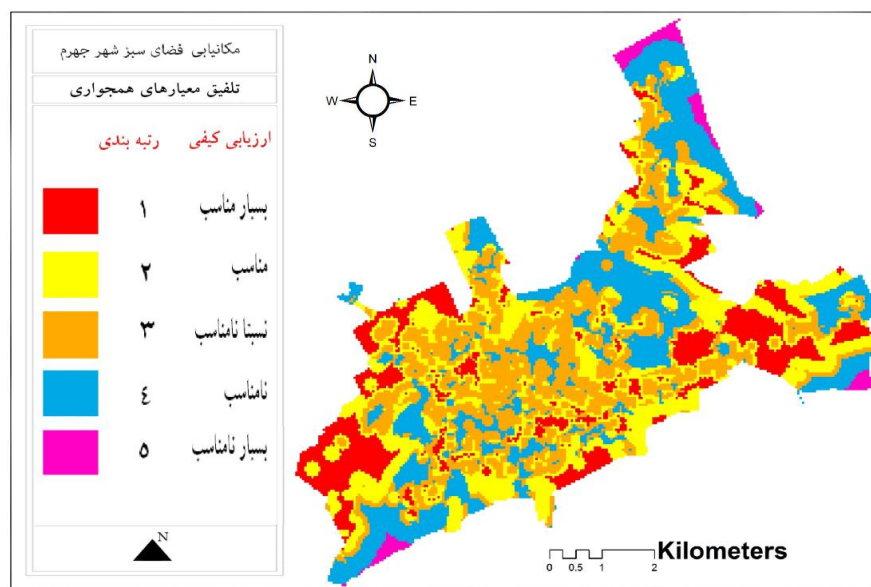 مکانیابی فضای سبز شهر جهرم
تلفیق معیارهای همجواری
ارزیابی کیفی رتبه بندی
بسیار مناسب ۱
مناسب ۲
نسبتا نامناسب ۳
نامناسب ٤
بسیار نامناسب ٥
N
N
W E
S
Kilometers
0 0.5 1 2